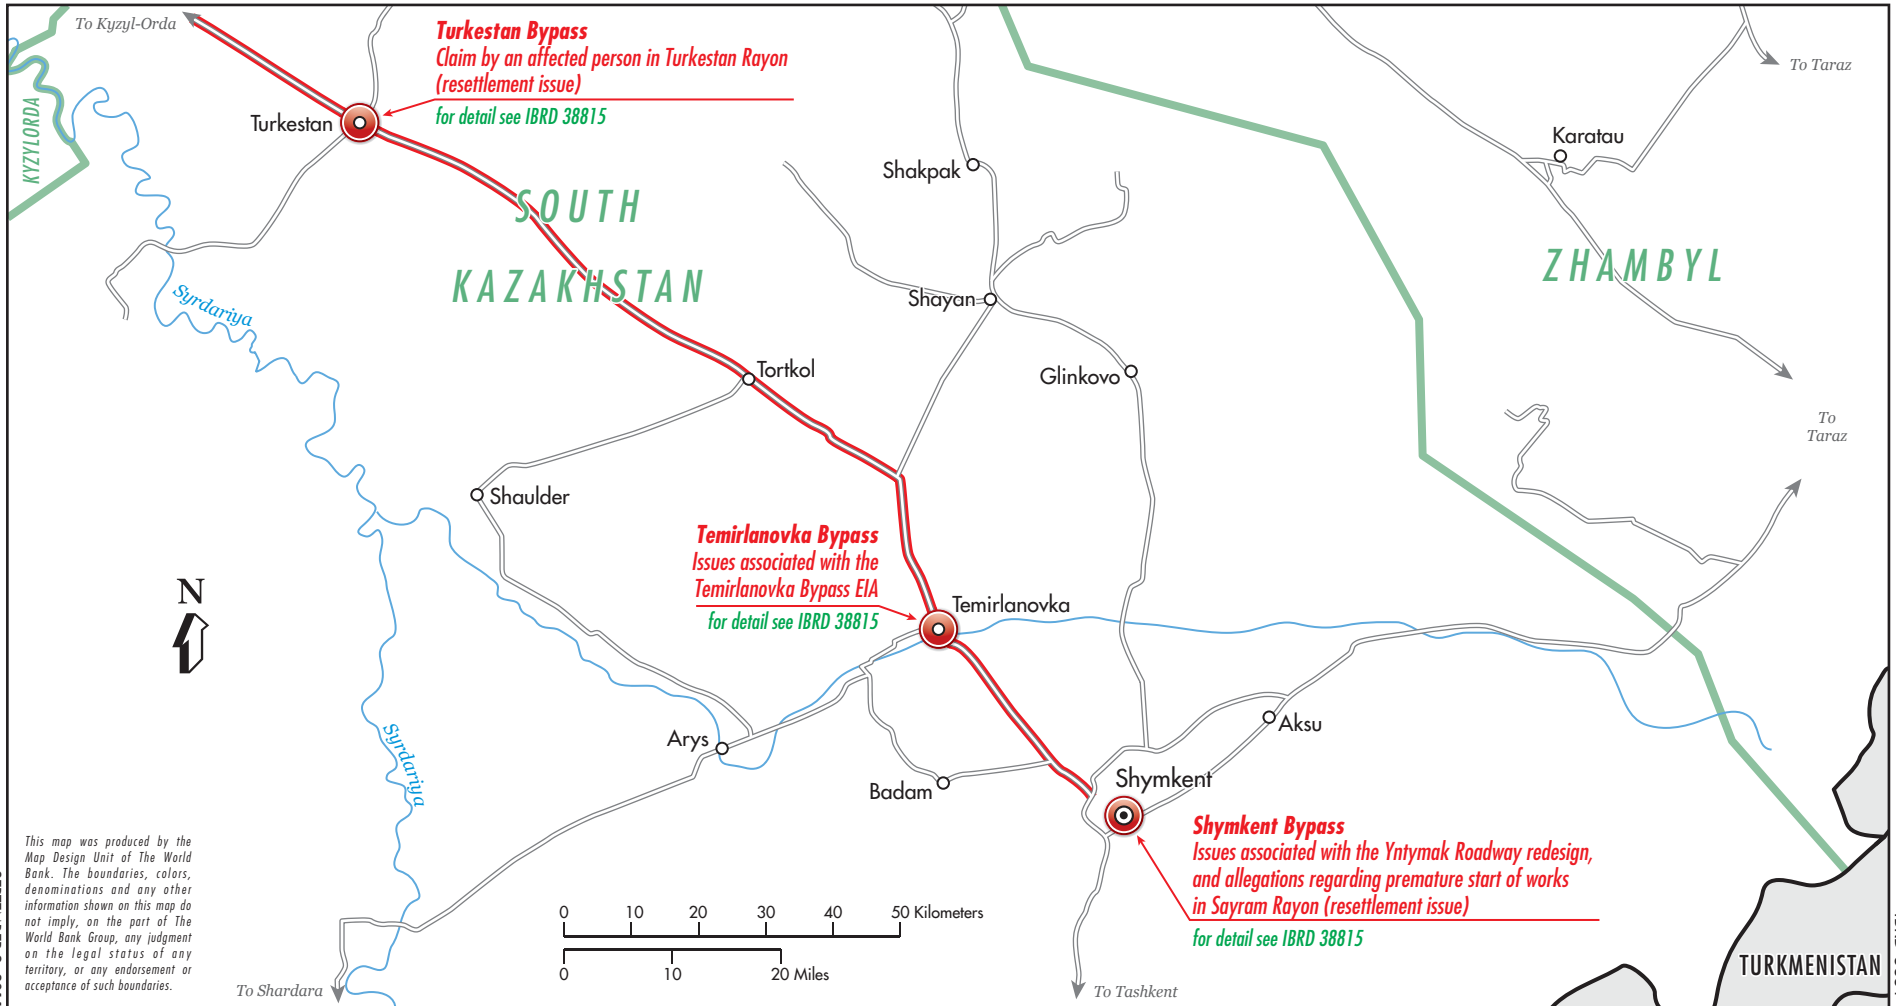 To Kyzyl-Orda
Turkestan Bypass
Claim by an affected person in Turkestan Rayon
(resettlement issue)
for detail see IBRD 38815
To Taraz
KYZYLORDA
Turkestan
Karatau
Shakpak
SOUTH
KAZAKHSTAN
ZHAMBYL
Syrdariya
Shayan
Tortkol
Glinkovo
To
Taraz
Shaulder
Temirlanovka Bypass
Issues associated with the
Temirlanovka Bypass EIA
for detail see IBRD 38815
N
Temirlanovka
Syrdariya
Arys
Aksu
Badam
Shymkent
Shymkent Bypass
Issues associated with the Yntymak Roadway redesign,
and allegations regarding premature start of works
in Sayram Rayon (resettlement issue)
for detail see IBRD 38815
This map was produced by the
Map Design Unit of The World
Bank. The boundaries, colors,
denominations and any other
information shown on this map do
not imply, on the part of The
World Bank Group, any judgment
on the legal status of any
territory, or any endorsement or
acceptance of such boundaries.
0 10 20 30 40 50 Kilometers
0 10 20 Miles
TURKMENISTAN
To Shardara
To Tashkent